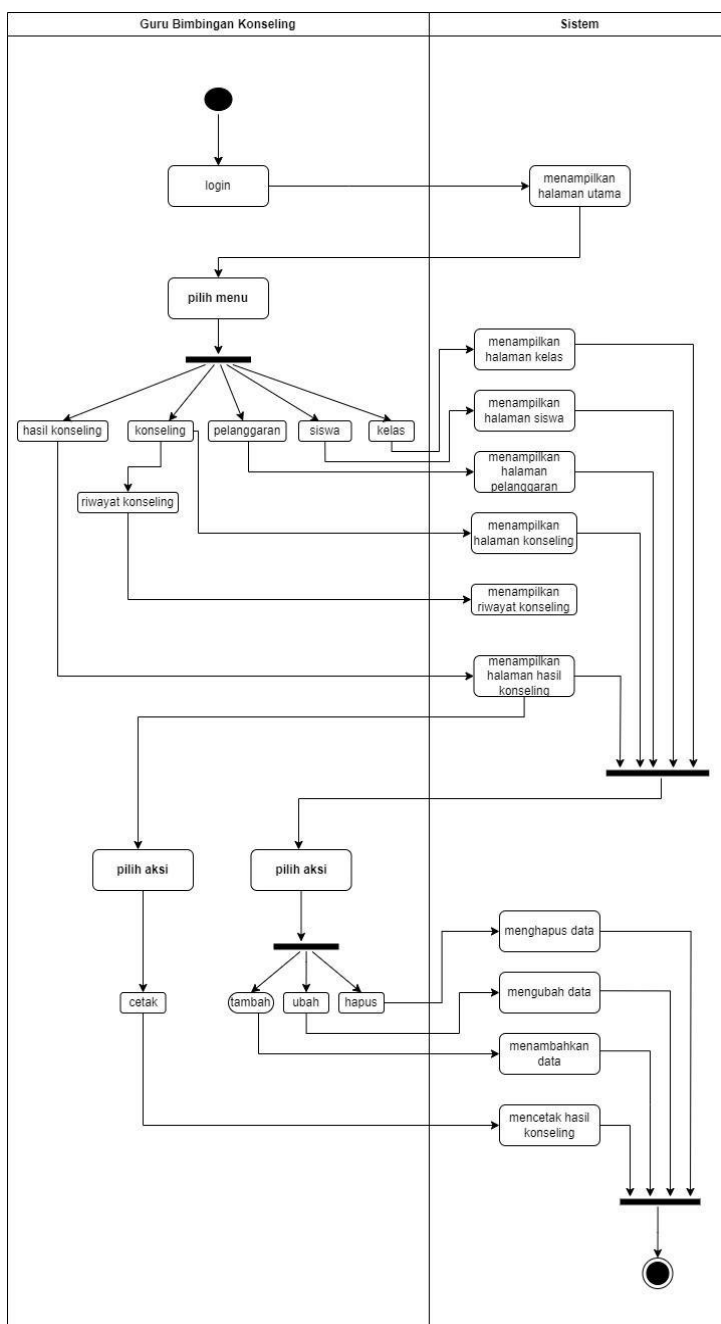 Guru Bimbingan Konseling
Sistem
login
menampilkan
halaman utama
pilih menu
menampilkan
halaman kelas
hasil konseling
konseling
pelanggaran
siswa
kelas
menampilkan
halaman siswa
menampilkan
halaman
pelanggaran
riwayat konseling
menampilkan
halaman konseling
menampilkan
riwayat konseling
menampilkan
halaman hasil
konseling
pilih aksi
pilih aksi
menghapus data
cetak
tambah
ubah
hapus
mengubah data
menambahkan
data
mencetak hasil
konseling